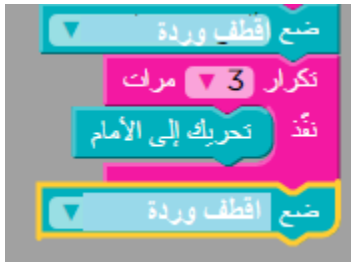 ضع اقطف وردة
تكرار 3 مرات
نفّذ تحريك إلى الأمام
ضع اقطف وردة